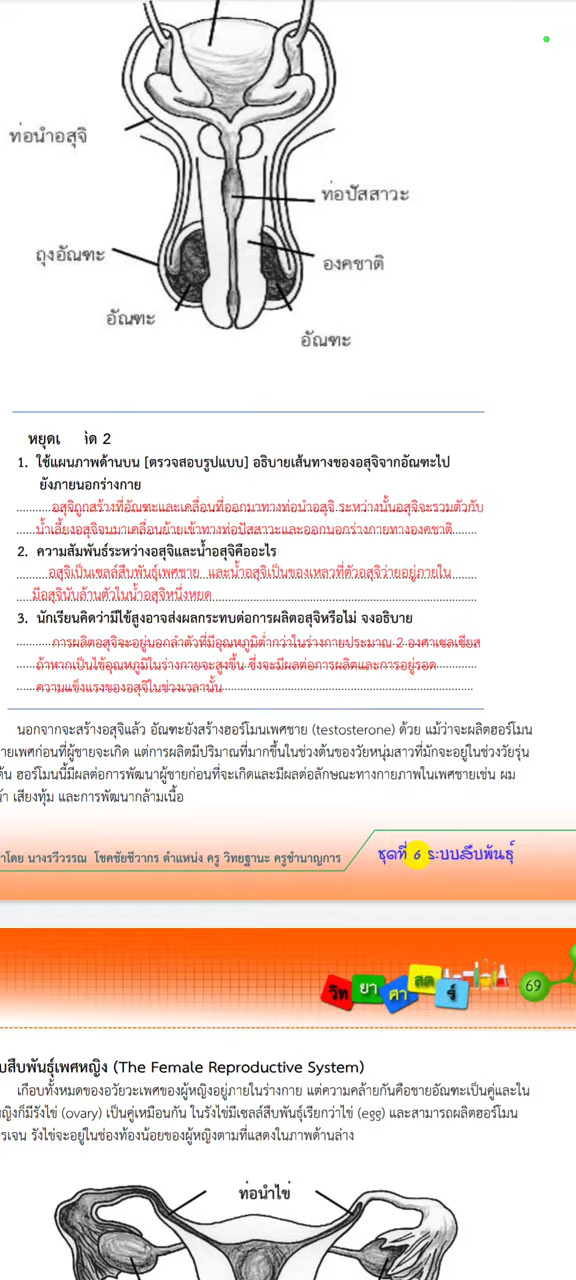 ท่อนำอสุจิ
ท่อปัสสาวะ
ถุงอัณฑะ
องคชาติ
อัณฑะ
อัณฑะ
2
1. ใช้แผนภาพด้านบน [ตรวจสอบรูปแบบ] อธิบายเส้นทางของอสุจิจากอัณฑะไป
ยังภายนอกร่างกาย
อสุจิถูกสร้างที่อัณฑะและเคลื่อนที่ออกมาทางท่อนำอสุจิ ระหว่างนั้นอสุจิจะรวมตัวกับ
น้ำเลี้ยงอสุจิจนมาเคลื่อนย้ายเข้าทางท่อปัสสาวะและออกนอกร่างกายทางองคชาติ
2. ความสัมพันธ์ระหว่างอสุจิและน้ำอสุจิคืออะไร
อสุจิเป็นเซลล์สืบพันธุ์เพศชาย และน้ำอสุจิเป็นของเหลวที่ตัวอสุจิว่ายอยู่ภายใน
มีอสุจินับล้านตัวในน้ำอสุจิหนึ่งหยด
3. นักเรียนคิดว่ามีไข้สูงอาจส่งผลกระทบต่อการผลิตอสุจิหรือไม่ จงอธิบาย
การผลิตอสุจิจะอยู่นอกลำตัวที่มีอุณหภูมิต่ำกว่าในร่างกายประมาณ 2 องศาเซลเซียส
ถ้าหากเป็นไข้อุณหภูมิในร่างกายจะสูงขึ้น ซึ่งจะมีผลต่อการผลิตและการอยู่รอด
ความแข็งแรงของอสุจิในช่วงเวลานั้น
นอกจากจะสร้างอสุจิแล้ว อัณฑะยังสร้างฮอร์โมนเพศชาย (testosterone) ด้วย แม้ว่าจะผลิตฮอร์โมน
ายเพศก่อนที่ผู้ชายจะเกิด แต่การผลิตมีปริมาณที่มากขึ้นในช่วงต้นของวัยหนุ่มสาวที่มักจะอยู่ในช่วงวัยรุ่น
ต้น ฮอร์โมนนี้มีผลต่อการพัฒนาผู้ชายก่อนที่จะเกิดและมีผลต่อลักษณะทางกายภาพในเพศชายเช่น ผม
เสียงทุ้ม และการพัฒนากล้ามเนื้อ
าโดย นางรวีวรรณ โชคชัยชีวากร ตำแหน่ง ครู วิทยฐานะ ครูชำนาญการ
ชุดที่ 6 ระบบสืบพันธุ์
วิทยาศาสตร์
69
บสืบพันธุ์เพศหญิง (The Female Reproductive System)
เกือบทั้งหมดของอวัยวะเพศของผู้หญิงอยู่ภายในร่างกาย แต่ความคล้ายกันคือชายอัณฑะเป็นคู่และใน
หญิงก็มีรังไข่ (ovary) เป็นคู่เหมือนกัน ในรังไข่มีเซลล์สืบพันธุ์เรียกว่าไข่ (egg) และสามารถผลิตฮอร์โมน
รเจน รังไข่จะอยู่ในช่องท้องน้อยของผู้หญิงตามที่แสดงในภาพด้านล่าง
ท่อนำไข่